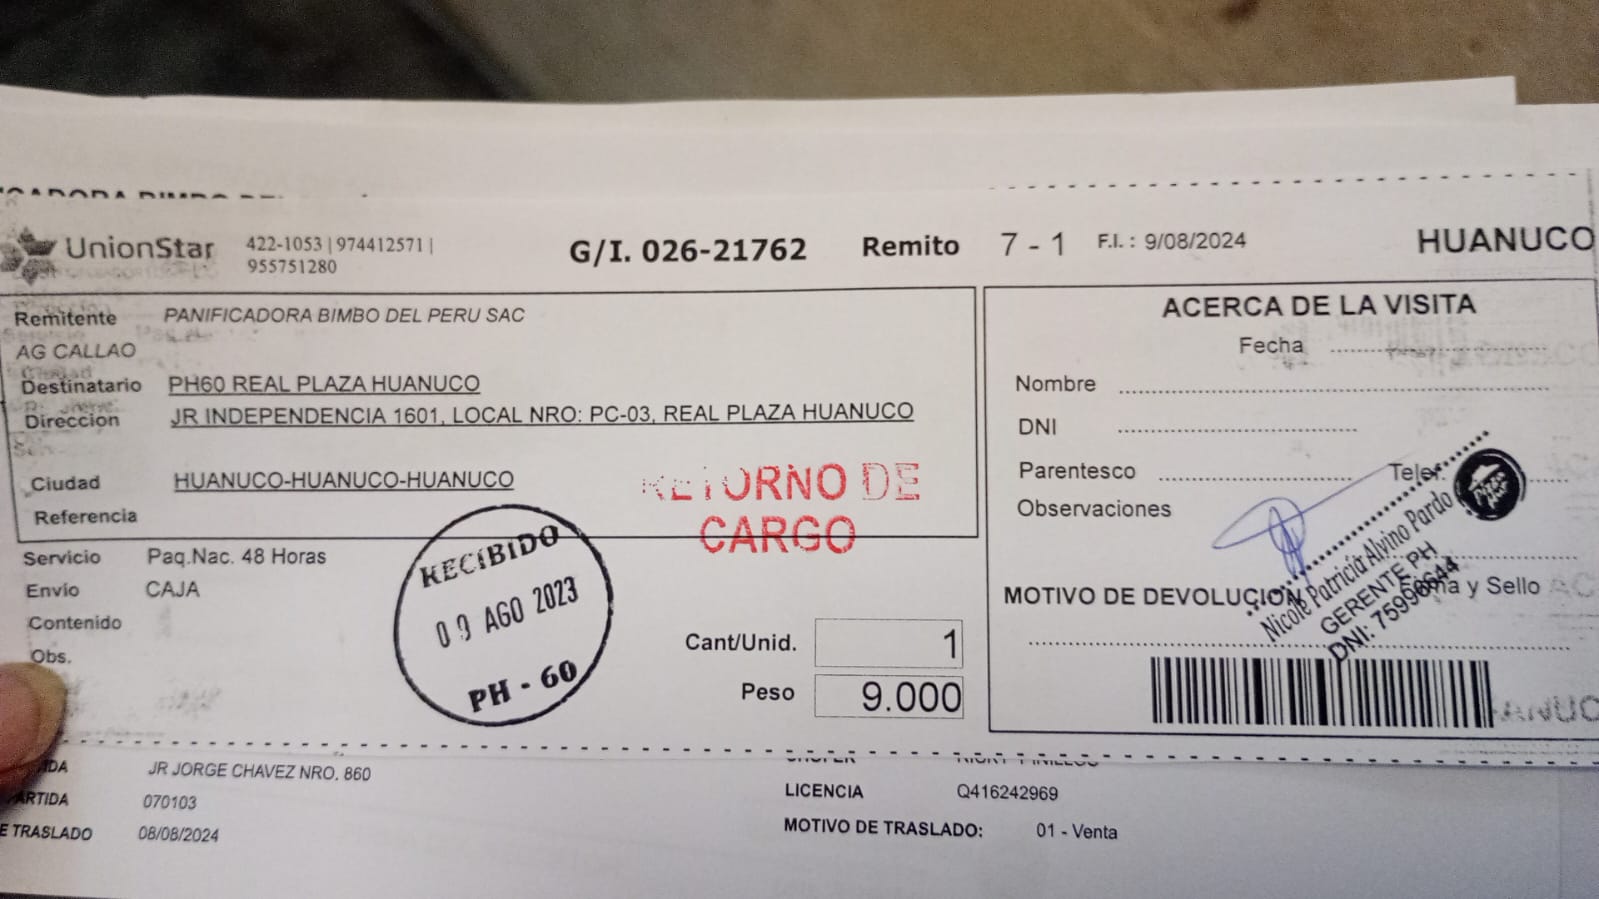 UnionStar
422-1053 | 974412571 |
955751280
G/I. 026-21762
Remito 7 - 1
F.I. : 9/08/2024
HUANUCO
Remitente PANIFICADORA BIMBO DEL PERU SAC
AG CALLAO
Destinatario PH60 REAL PLAZA HUANUCO
Direccion JR INDEPENDENCIA 1601, LOCAL NRO: PC-03, REAL PLAZA HUANUCO
Ciudad HUANUCO-HUANUCO-HUANUCO
Referencia
RETORNO DE
CARGO
Servicio Paq.Nac. 48 Horas
Envío CAJA
Contenido
Obs.
RECIBIDO
09 AGO 2023
PH - 60
Cant/Unid. 1
Peso 9.000
ACERCA DE LA VISITA
Fecha
Nombre
DNI
Parentesco
Observaciones
MOTIVO DE DEVOLUCION
y Sello
Nicole Patricia Alvino Pardo
GERENTE PH
JR JORGE CHAVEZ NRO. 860
070103
08/08/2024
LICENCIA Q416242969
MOTIVO DE TRASLADO: 01 - Venta